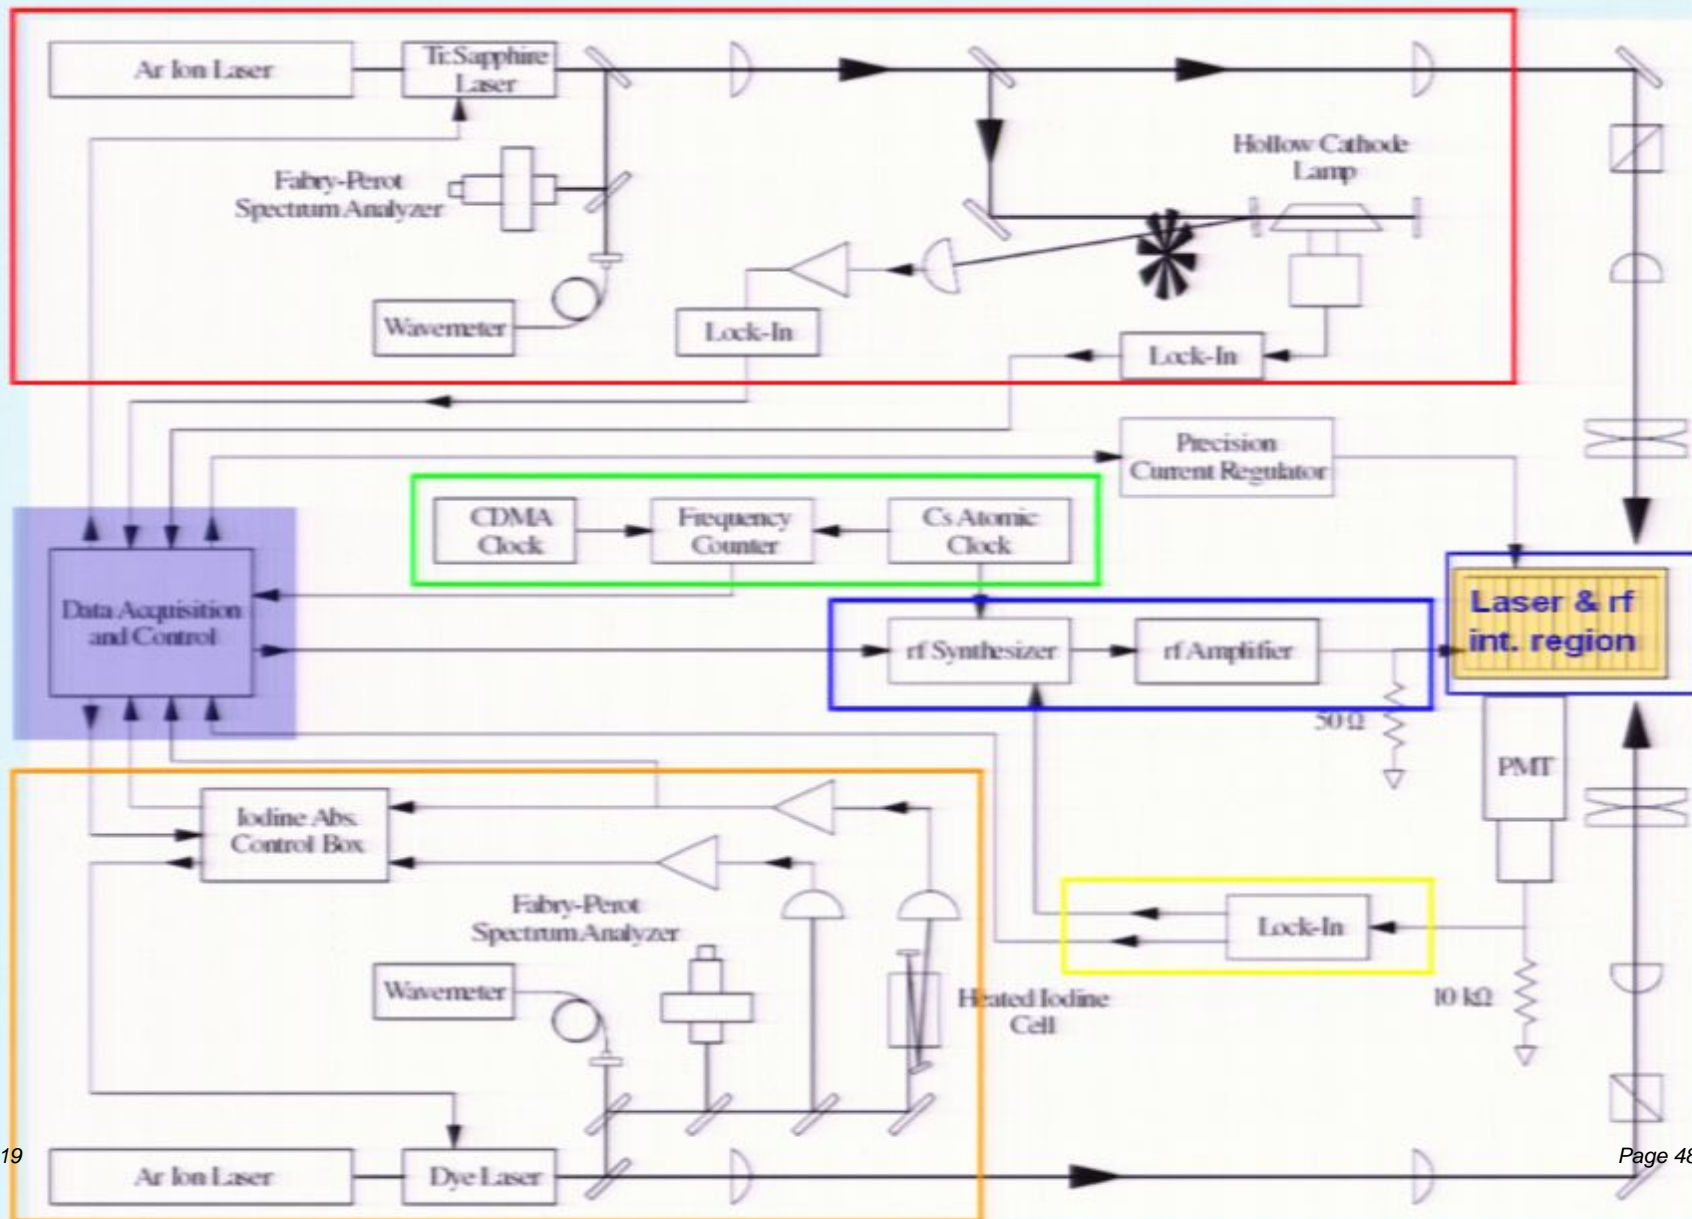 Ar Ion Laser
Ti:Sapphire
Laser
Fabry-Perot
Spectrum Analyzer
Hollow Cathode
Lamp
Wavemeter
Lock-In
Lock-In
Precision
Current Regulator
CDMA
Clock
Frequency
Counter
Cs Atomic
Clock
Data Acquisition
and Control
rf Synthesizer
rf Amplifier
Laser & rf
int. region
50 Ω
PMT
Iodine Abs.
Control Box
Fabry-Perot
Spectrum Analyzer
Lock-In
Wavemeter
Heated Iodine
Cell
10 kΩ
19
Page 48
Ar Ion Laser
Dye Laser